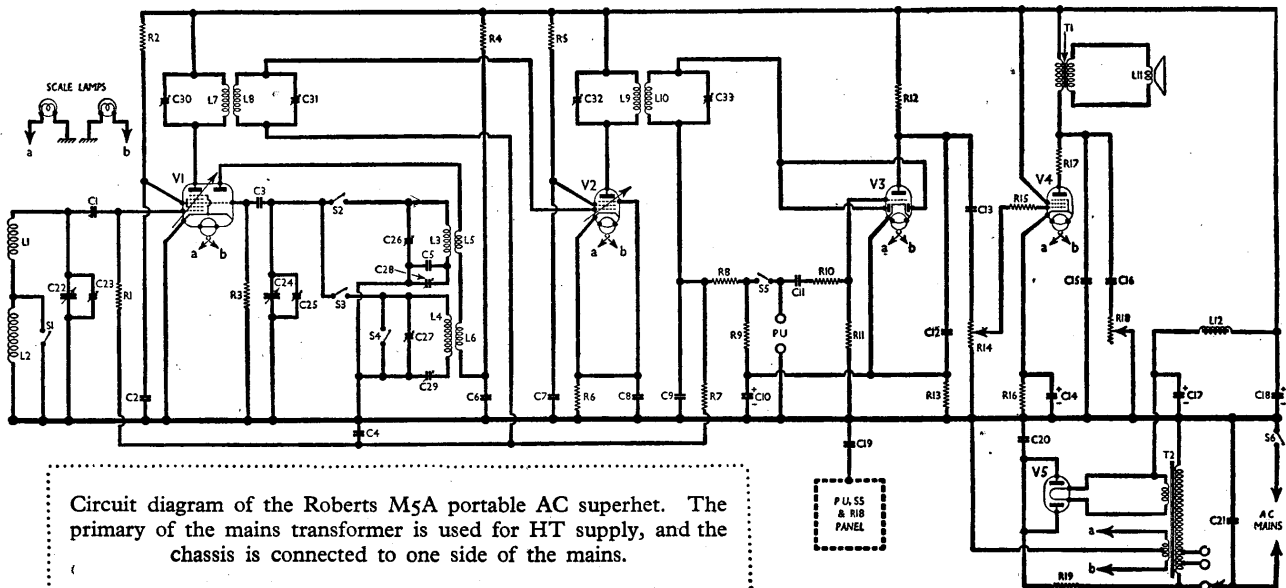 R2
R4
R5
T1
L11
SCALE LAMPS
a
b
C30
L7
L8
C31
C32
L9
L10
C33
R12
R17
V1
V2
V3
V4
C1
C3
S2
C13
R15
a b
a b
a b
a b
L1
C26
L3
L5
C5
C28
C22
C23
R1
R3
C24
C25
S3
S4
C27
L4
L6
R8
S5
C11
R10
C15
C16
L2
S1
R9
PU
R11
C12
R14
R18
L12
C29
C2
C6
C7
R6
C8
C9
R7
C10
R13
R16
C14
C17
C18
C4
C19
C20
S6
V5
T2
PU, S5
& R18
PANEL
a
b
C21
AC
MAINS
R19
Circuit diagram of the Roberts M5A portable AC superhet. The
primary of the mains transformer is used for HT supply, and the
chassis is connected to one side of the mains.